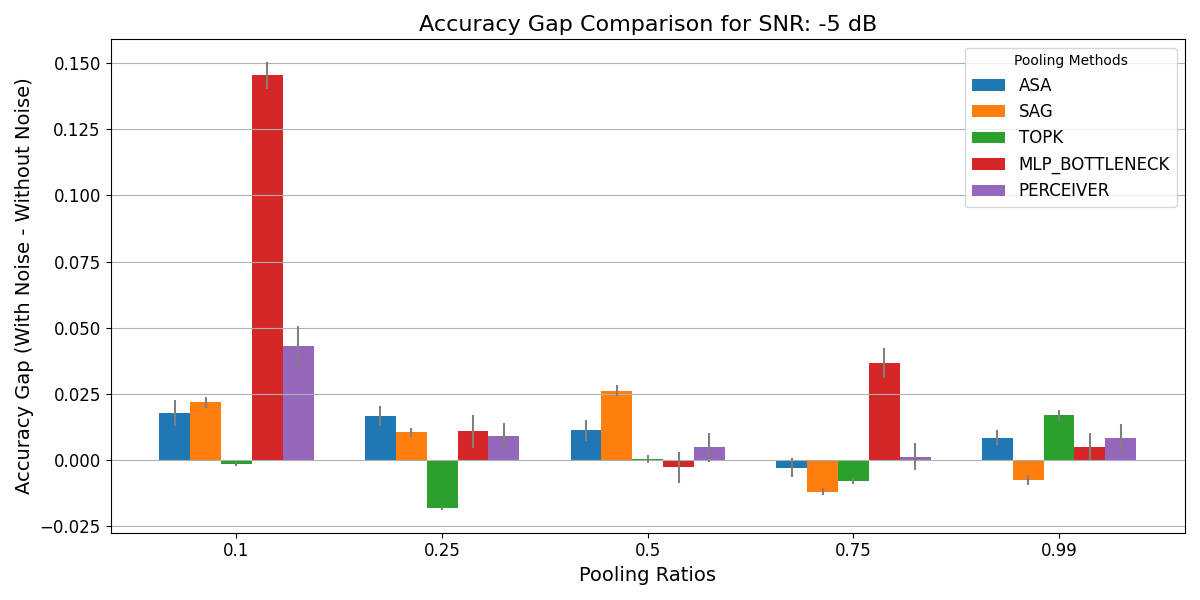 Accuracy Gap Comparison for SNR: -5 dB
Accuracy Gap (With Noise - Without Noise)
0.150
0.125
0.100
0.075
0.050
0.025
0.000
−0.025
Pooling Methods
ASA
SAG
TOPK
MLP_BOTTLENECK
PERCEIVER
0.1 0.25 0.5 0.75 0.99
Pooling Ratios